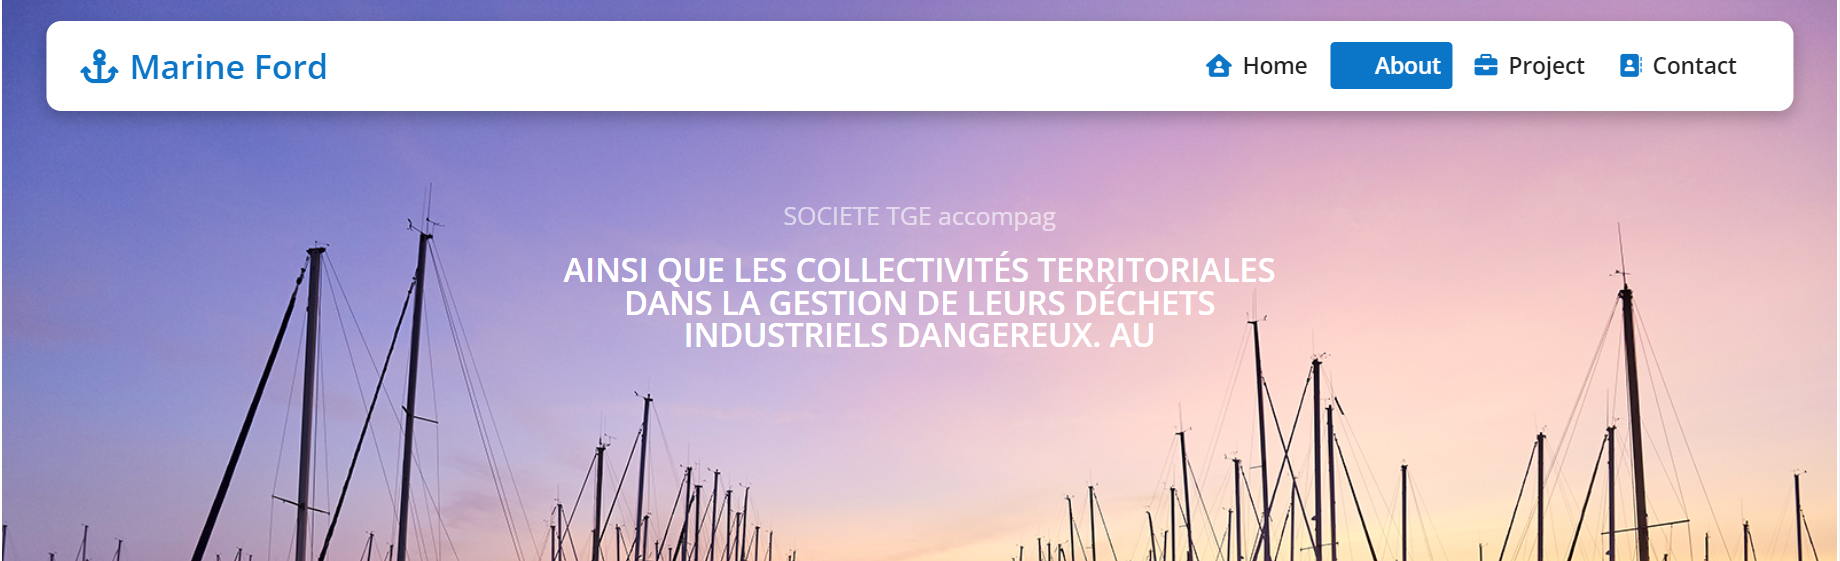 Marine Ford
Home About Project Contact
SOCIETE TGE accompag
AINSI QUE LES COLLECTIVITÉS TERRITORIALES
DANS LA GESTION DE LEURS DÉCHETS
INDUSTRIELS DANGEREUX. AU